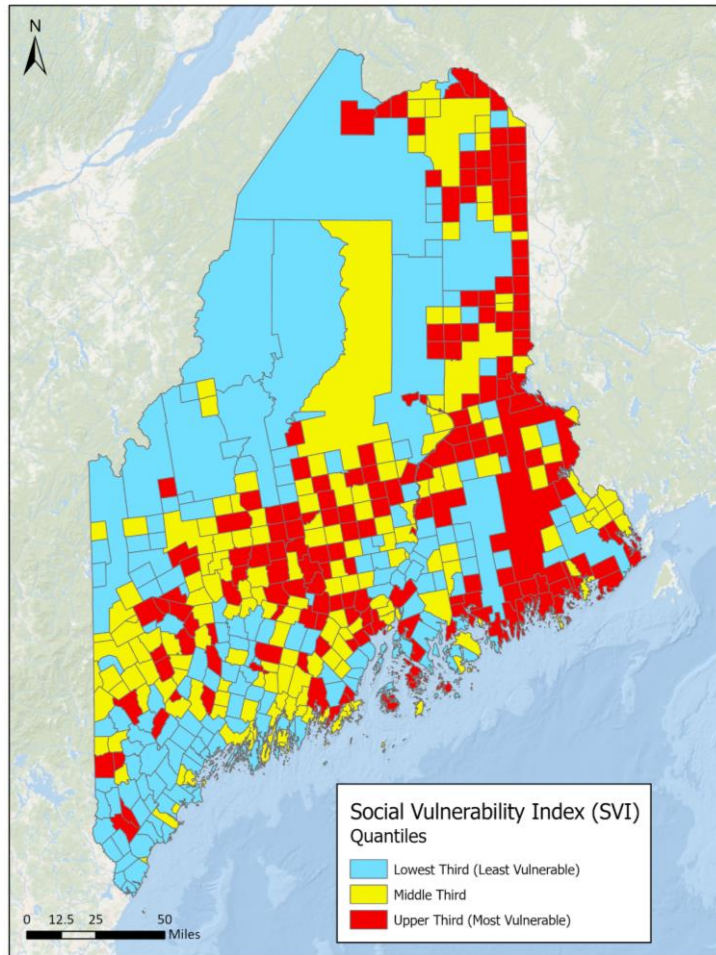 N
Social Vulnerability Index (SVI)
Quantiles
Lowest Third (Least Vulnerable)
Middle Third
Upper Third (Most Vulnerable)
0 12.5 25 50
Miles